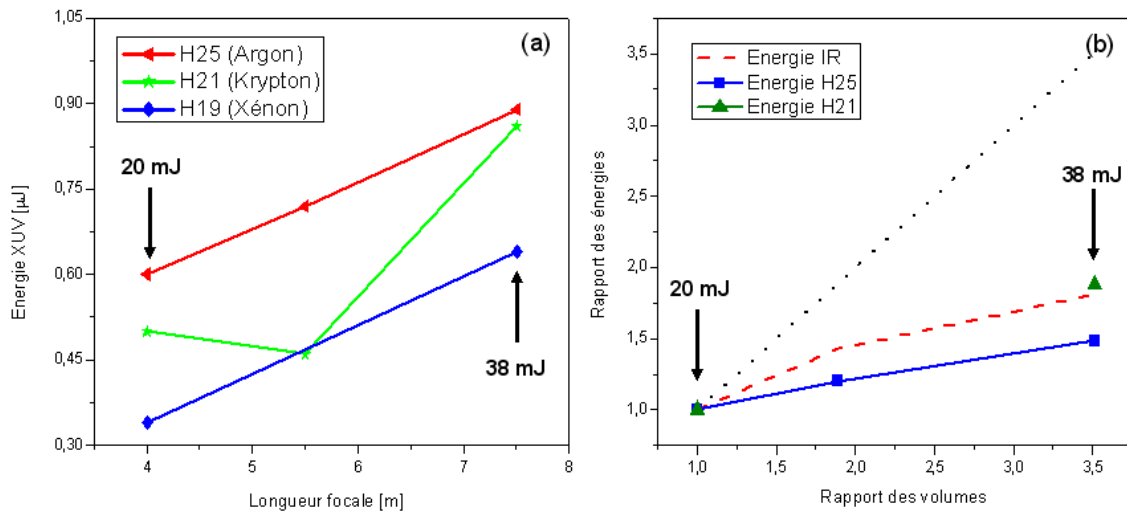 1,05
0,90
0,75
0,60
0,45
0,30
Energie XUV [µJ]
H25 (Argon)
H21 (Krypton)
H19 (Xénon)
(a)
20 mJ
38 mJ
4 5 6 7 8
Longueur focale [m]
3,5
3,0
2,5
2,0
1,5
1,0
Rapport des énergies
Energie IR
Energie H25
Energie H21
(b)
38 mJ
20 mJ
1,0 1,5 2,0 2,5 3,0 3,5
Rapport des volumes